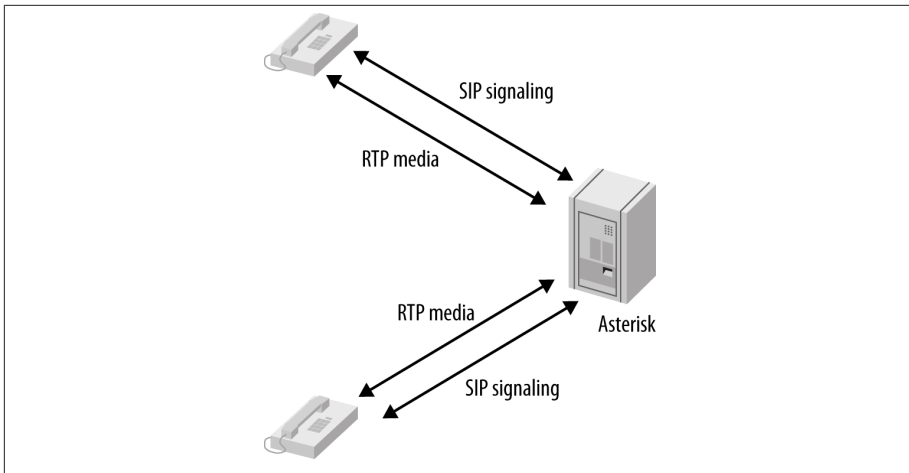 SIP signaling
RTP media
RTP media
Asterisk
SIP signaling